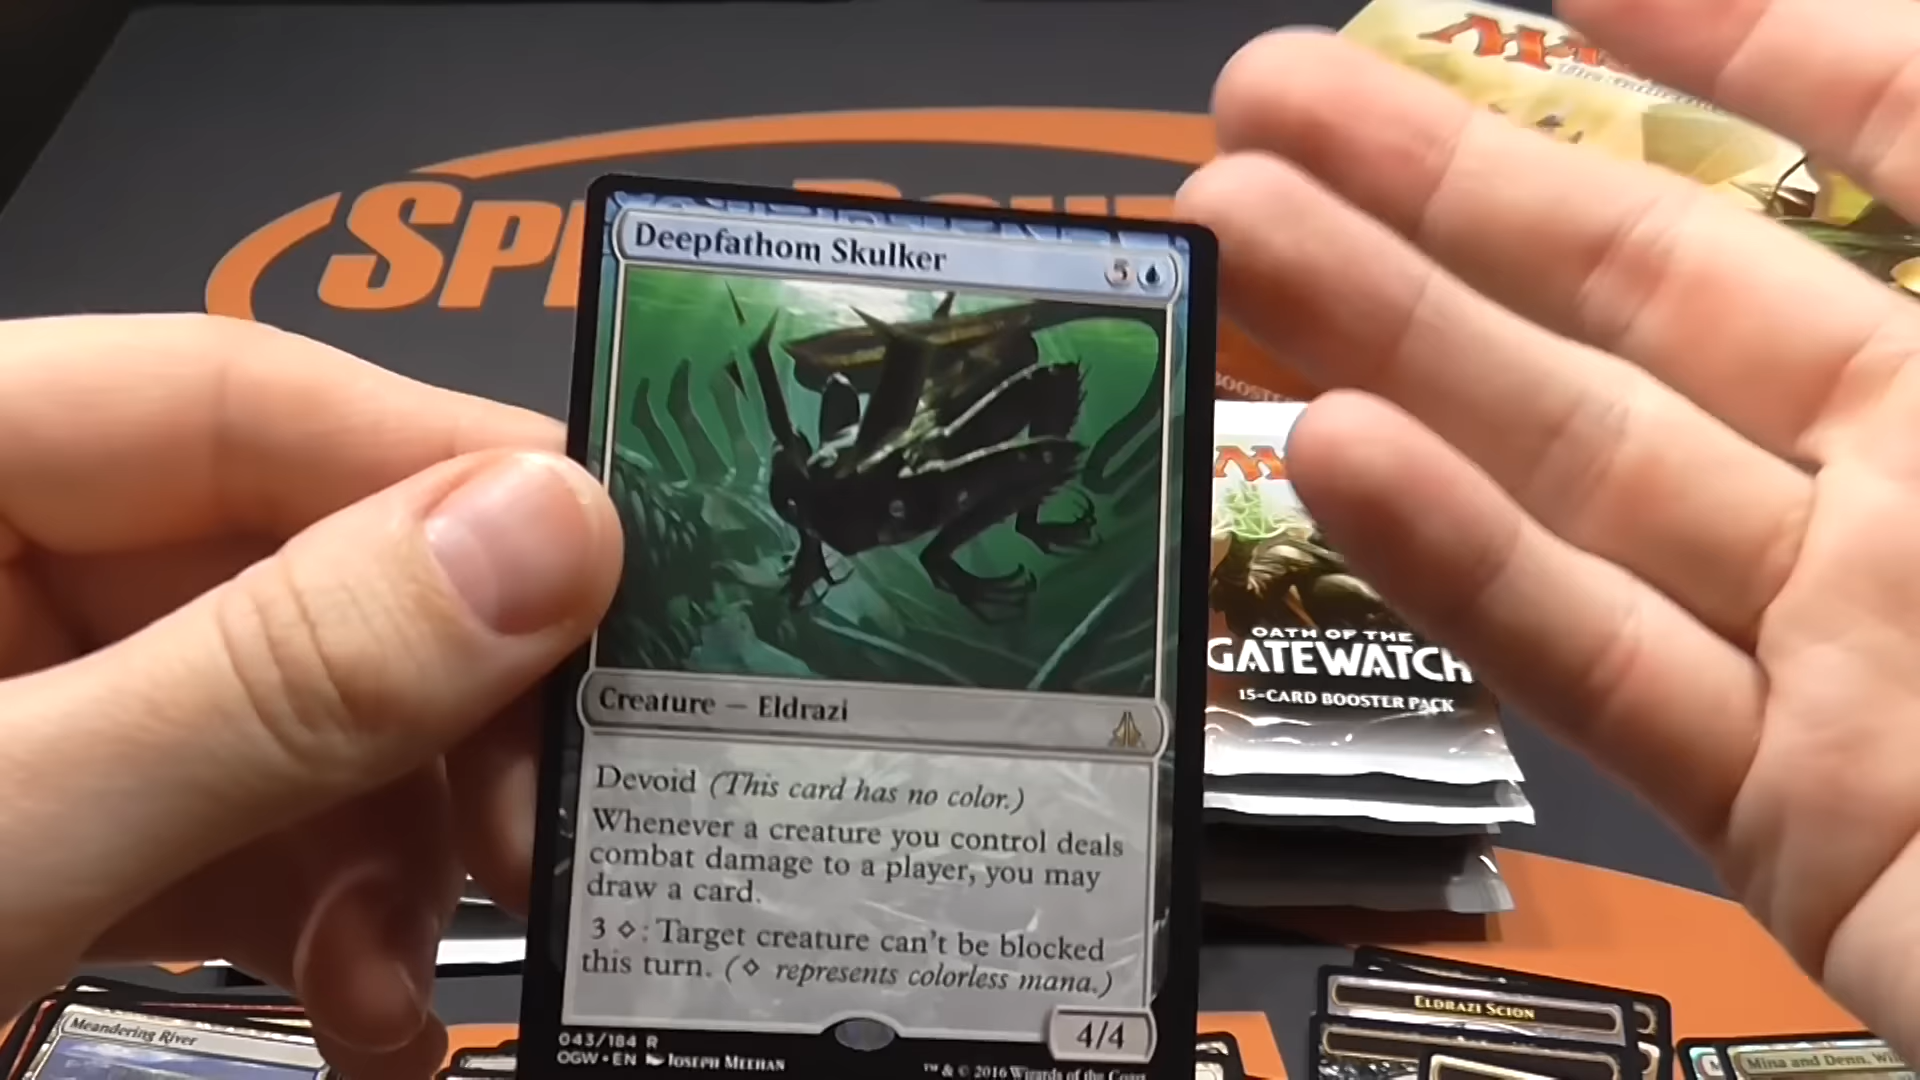 Deepfathom Skulker
5
Creature — Eldrazi
Devoid (This card has no color.)
Whenever a creature you control deals
combat damage to a player, you may
draw a card.
3 ◇: Target creature can't be blocked
this turn. (◇ represents colorless mana.)
4/4
043/184 R
OGW • EN Joseph Meehan
™ & © 2016 Wizards of the Coast
OATH OF THE
GATEWATCH
15-CARD BOOSTER PACK
Meandering River
ELDRAZI SCION
Mina and Denn,